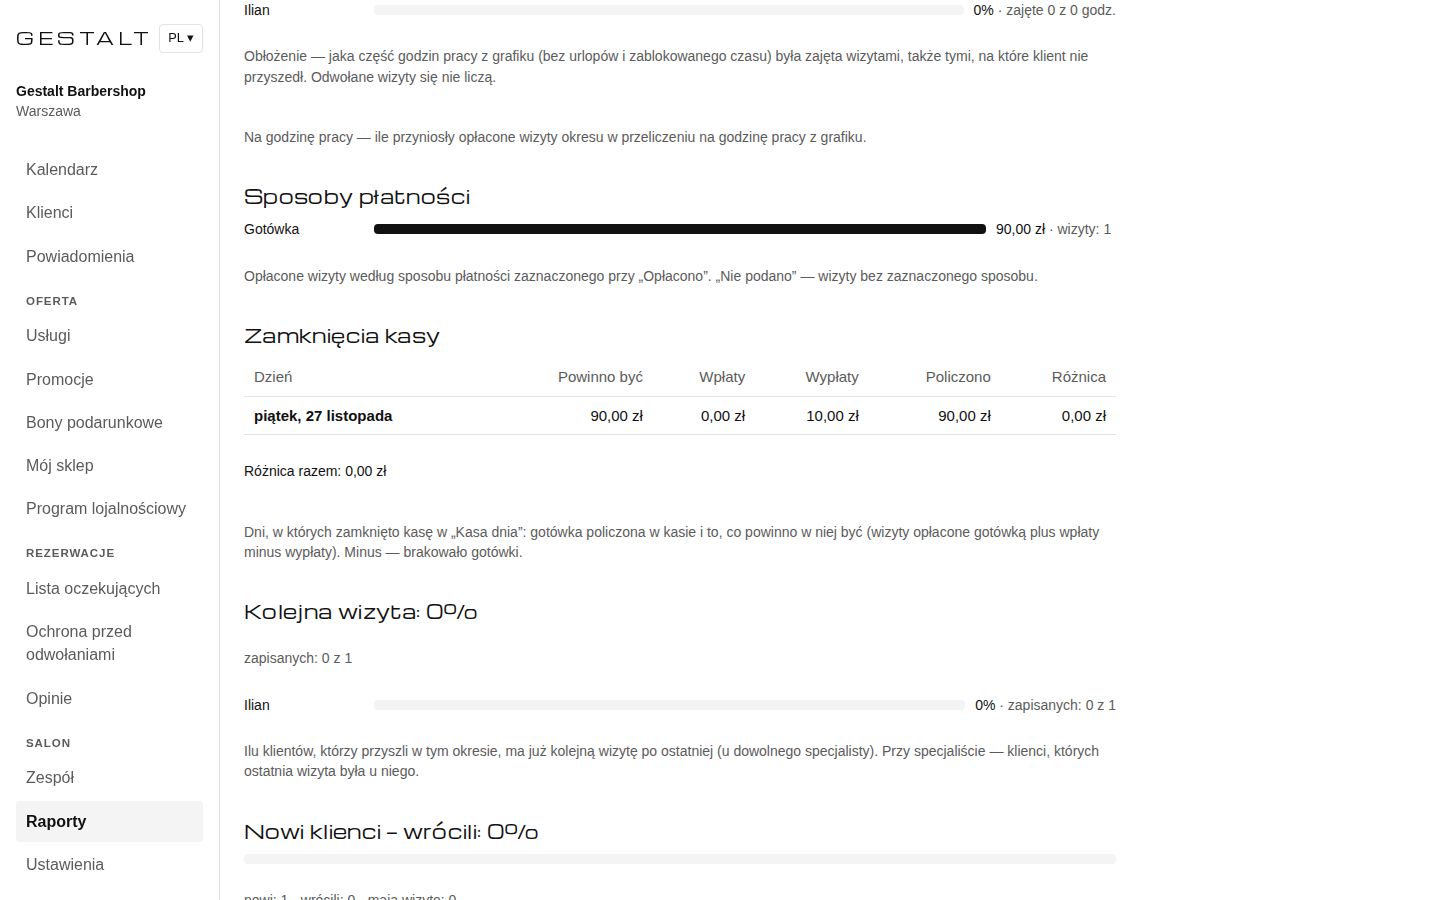 GESTALT
PL ▾
Gestalt Barbershop
Warszawa
Kalendarz
Klienci
Powiadomienia
OFERTA
Usługi
Promocje
Bony podarunkowe
Mój sklep
Program lojalnościowy
REZERWACJE
Lista oczekujących
Ochrona przed
odwołaniami
Opinie
SALON
Zespół
Raporty
Ustawienia
Ilian 0% · zajęte 0 z 0 godz.
Obłożenie — jaka część godzin pracy z grafiku (bez urlopów i zablokowanego czasu) była zajęta wizytami, także tymi, na które klient nie
przyszedł. Odwołane wizyty się nie liczą.
Na godzinę pracy — ile przyniosły opłacone wizyty okresu w przeliczeniu na godzinę pracy z grafiku.
Sposoby płatności
Gotówka 90,00 zł · wizyty: 1
Opłacone wizyty według sposobu płatności zaznaczonego przy „Opłacono”. „Nie podano” — wizyty bez zaznaczonego sposobu.
Zamknięcia kasy
Dzień Powinno być Wpłaty Wypłaty Policzono Różnica
piątek, 27 listopada 90,00 zł 0,00 zł 10,00 zł 90,00 zł 0,00 zł
Różnica razem: 0,00 zł
Dni, w których zamknięto kasę w „Kasa dnia”: gotówka policzona w kasie i to, co powinno w niej być (wizyty opłacone gotówką plus wpłaty
minus wypłaty). Minus — brakowało gotówki.
Kolejna wizyta: 0%
zapisanych: 0 z 1
Ilian 0% · zapisanych: 0 z 1
Ilu klientów, którzy przyszli w tym okresie, ma już kolejną wizytę po ostatniej (u dowolnego specjalisty). Przy specjaliście — klienci, których
ostatnia wizyta była u niego.
Nowi klienci – wrócili: 0%
nowi: 1 · wrócili: 0 · mają wizytę: 0